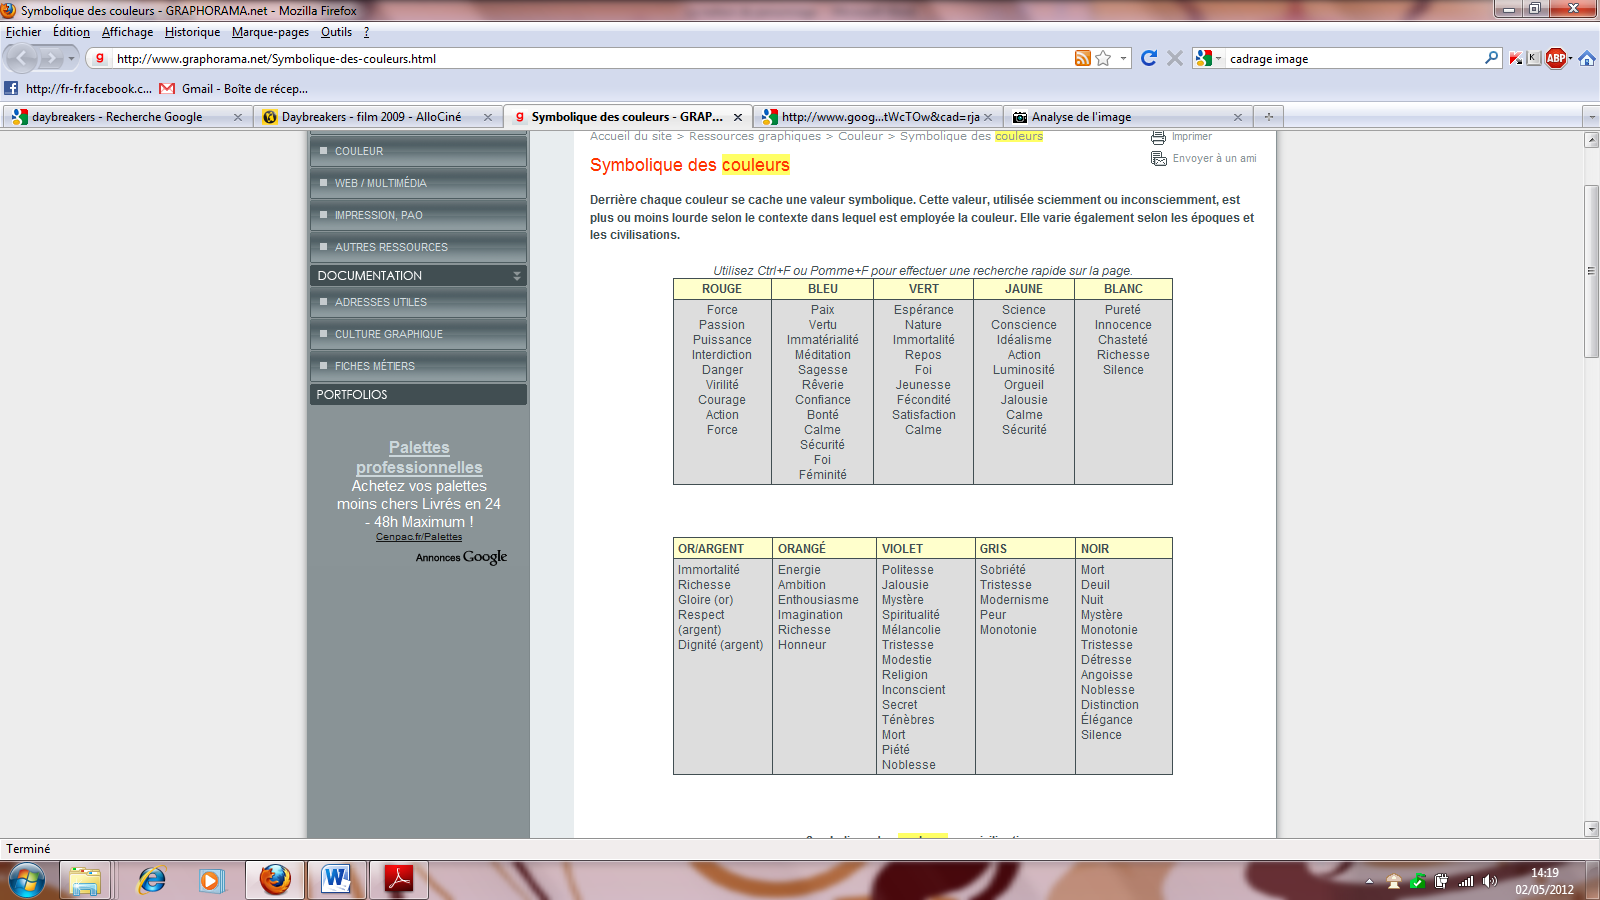 Symbolique des couleurs - GRAPHORAMA.net - Mozilla Firefox
Fichier Édition Affichage Historique Marque-pages Outils ?
http://www.graphorama.net/Symbolique-des-couleurs.html
cadrage image
http://fr-fr.facebook.c... Gmail - Boîte de récep...
daybreakers - Recherche Google
Daybreakers - film 2009 - AlloCiné
Symbolique des couleurs - GRAP...
http://www.goog...tWcTOw&cad=rja
Analyse de l'image
COULEUR
WEB / MULTIMÉDIA
IMPRESSION, PAO
AUTRES RESSOURCES
DOCUMENTATION
ADRESSES UTILES
CULTURE GRAPHIQUE
FICHES MÉTIERS
PORTFOLIOS
Palettes
professionnelles
Achetez vos palettes
moins chers Livrés en 24
- 48h Maximum !
Cenpac.fr/Palettes
Annonces Google
Accueil du site > Ressources graphiques > Couleur > Symbolique des couleurs
Imprimer
Envoyer à un ami
Symbolique des couleurs
Derrière chaque couleur se cache une valeur symbolique. Cette valeur, utilisée sciemment ou inconsciemment, est
plus ou moins lourde selon le contexte dans lequel est employée la couleur. Elle varie également selon les époques et
les civilisations.
Utilisez Ctrl+F ou Pomme+F pour effectuer une recherche rapide sur la page.
ROUGE BLEU VERT JAUNE BLANC
Force Paix Espérance Science Pureté
Passion Vertu Nature Conscience Innocence
Puissance Immatérialité Immortalité Idéalisme Chasteté
Interdiction Méditation Repos Action Richesse
Danger Sagesse Foi Luminosité Silence
Virilité Rêverie Jeunesse Orgueil
Courage Confiance Fécondité Jalousie
Action Bonté Satisfaction Calme
Force Calme Calme Sécurité
Sécurité
Foi
Féminité
OR/ARGENT ORANGÉ VIOLET GRIS NOIR
Immortalité Energie Politesse Sobriété Mort
Richesse Ambition Jalousie Tristesse Deuil
Gloire (or) Enthousiasme Mystère Modernisme Nuit
Respect Imagination Spiritualité Peur Mystère
(argent) Richesse Mélancolie Monotonie Monotonie
Dignité (argent) Honneur Tristesse Tristesse
Modestie Détresse
Religion Angoisse
Inconscient Noblesse
Secret Distinction
Ténèbres Élégance
Mort Silence
Piété
Noblesse
Terminé
14:19
02/05/2012